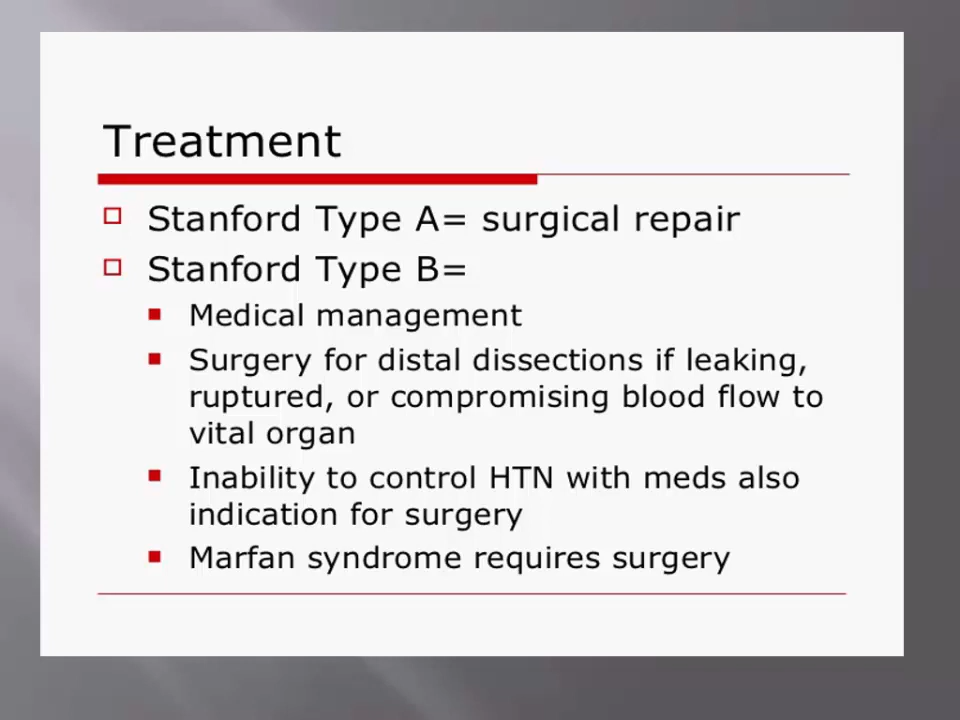 Treatment
Stanford Type A= surgical repair
Stanford Type B=
Medical management
Surgery for distal dissections if leaking,
ruptured, or compromising blood flow to
vital organ
Inability to control HTN with meds also
indication for surgery
Marfan syndrome requires surgery